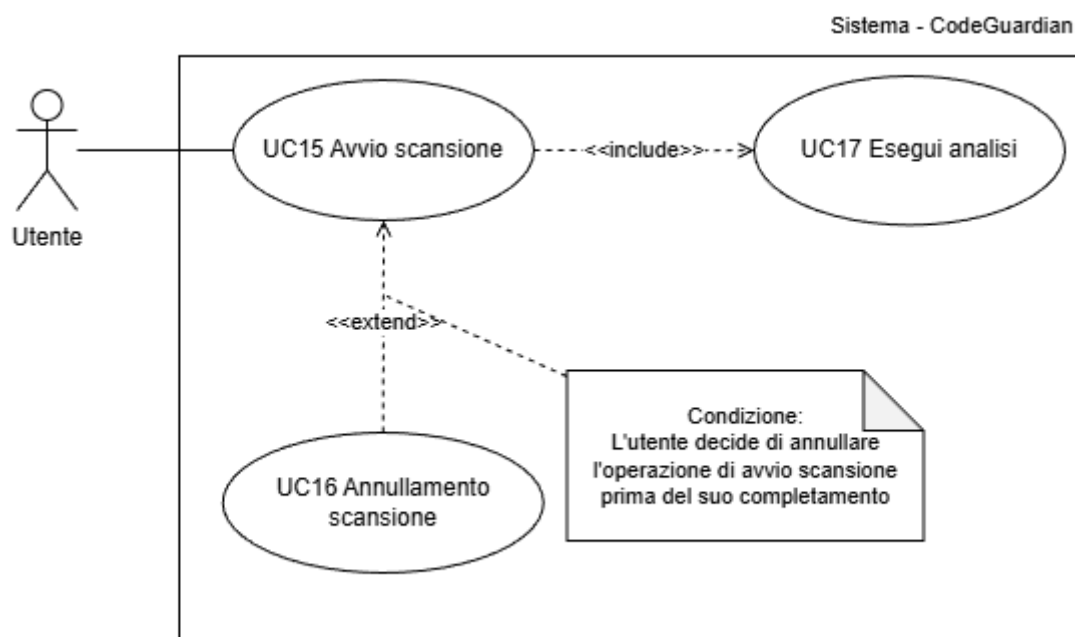 Sistema - CodeGuardian
UC15 Avvio scansione
<<include>>
UC17 Esegui analisi
Utente
<<extend>>
Condizione:
L'utente decide di annullare
l'operazione di avvio scansione
prima del suo completamento
UC16 Annullamento
scansione